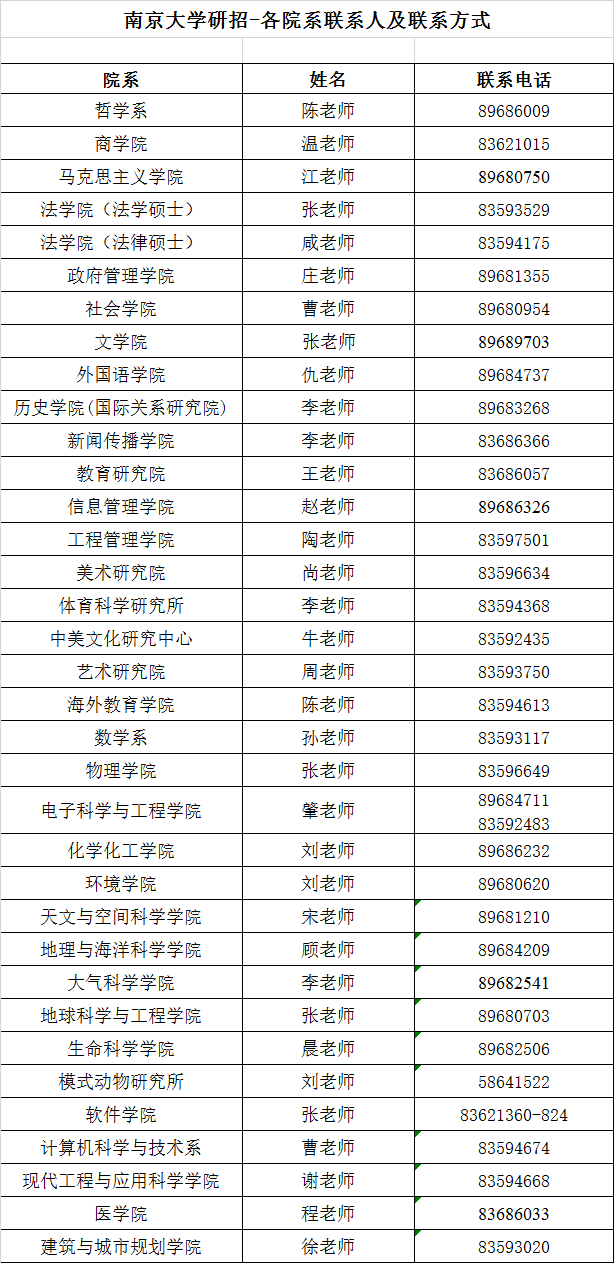 南京大学研招-各院系联系人及联系方式
院系 姓名 联系电话
哲学系 陈老师 89686009
商学院 温老师 83621015
马克思主义学院 江老师 89680750
法学院（法学硕士） 张老师 83593529
法学院（法律硕士） 咸老师 83594175
政府管理学院 庄老师 89681355
社会学院 曹老师 89680954
文学院 张老师 89689703
外国语学院 仇老师 89684737
历史学院(国际关系研究院) 李老师 89683268
新闻传播学院 李老师 83686366
教育研究院 王老师 83686057
信息管理学院 赵老师 89686326
工程管理学院 陶老师 83597501
美术研究院 尚老师 83596634
体育科学研究所 李老师 83594368
中美文化研究中心 牛老师 83592435
艺术研究院 周老师 83593750
海外教育学院 陈老师 83594613
数学系 孙老师 83593117
物理学院 张老师 83596649
电子科学与工程学院 肇老师 89684711
83592483
化学化工学院 刘老师 89686232
环境学院 刘老师 89680620
天文与空间科学学院 宋老师 89681210
地理与海洋科学学院 顾老师 89684209
大气科学学院 李老师 89682541
地球科学与工程学院 张老师 89680703
生命科学学院 晨老师 89682506
模式动物研究所 刘老师 58641522
软件学院 张老师 83621360-824
计算机科学与技术系 曹老师 83594674
现代工程与应用科学学院 谢老师 83594668
医学院 程老师 83686033
建筑与城市规划学院 徐老师 83593020